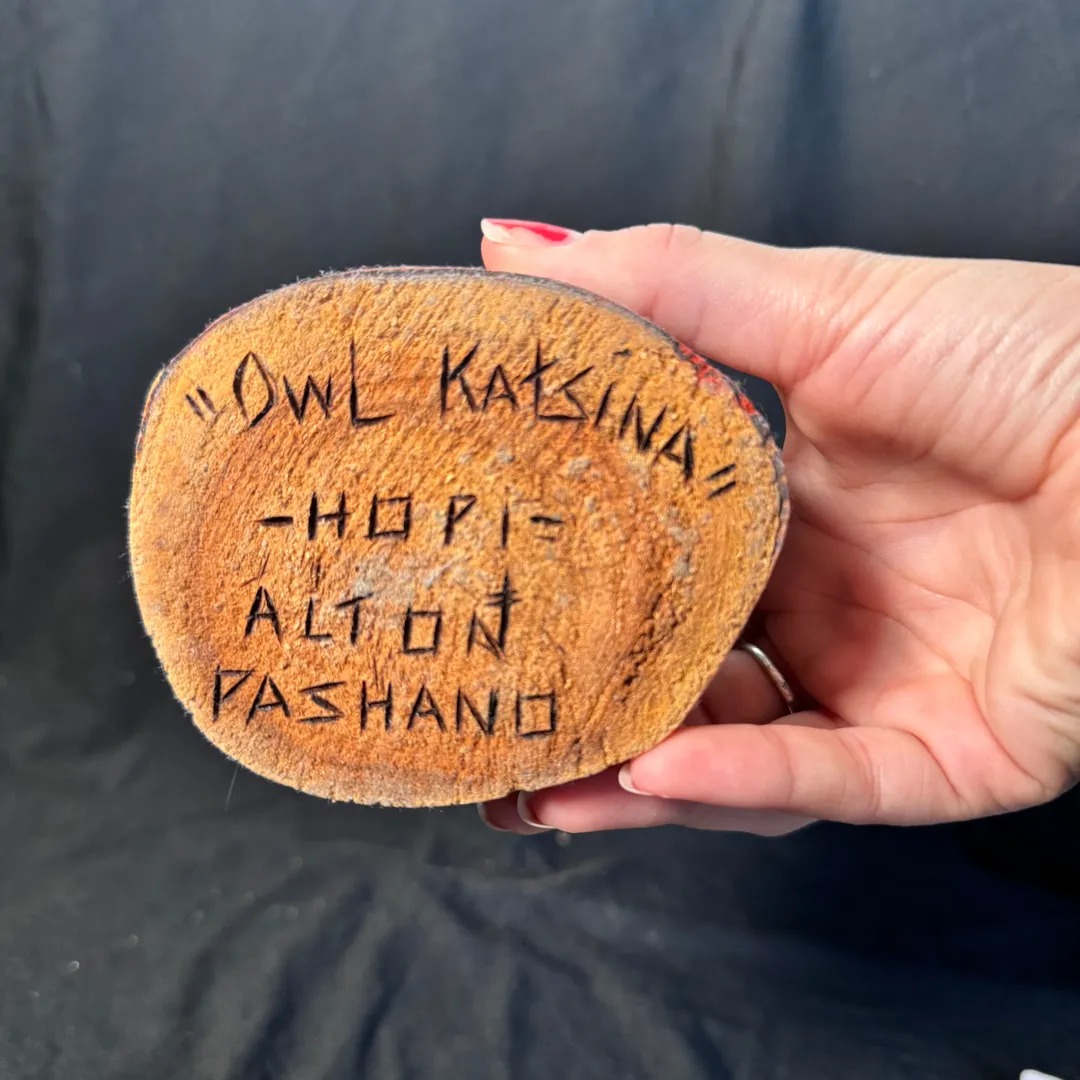 "OWL KATSINA"
-HOPI-
ALTON
PASHANO